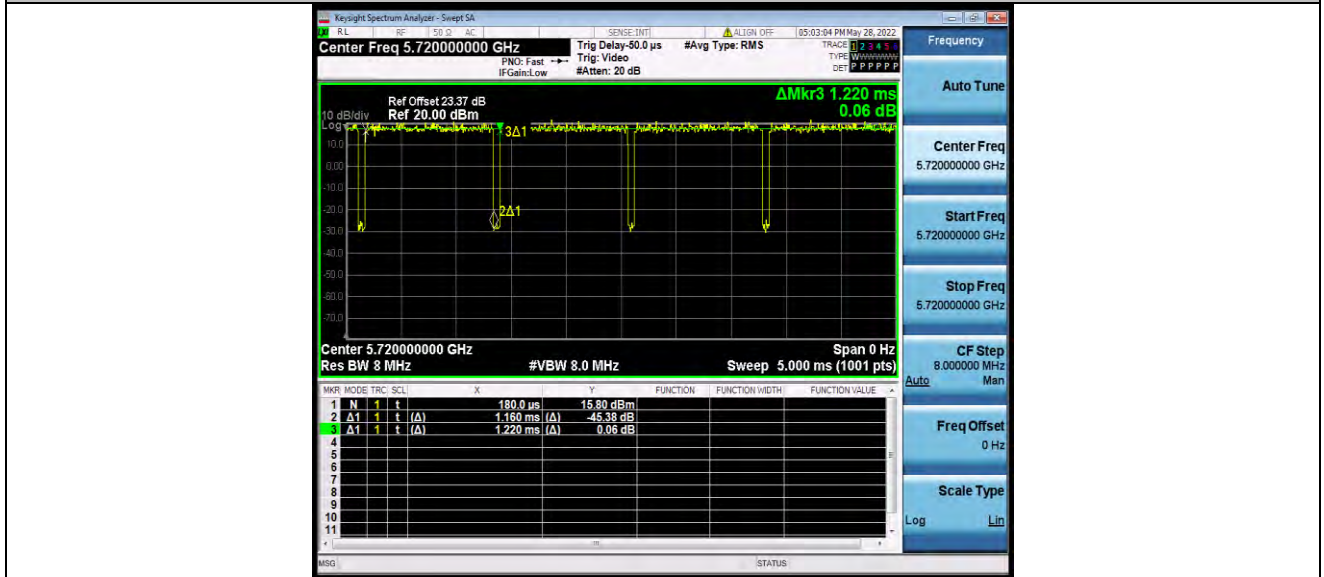 Keysight Spectrum Analyzer - Swept SA
RL RF 50 Ω AC SENSE:INT ALIGN OFF 05:03:04 PM May 28, 2022
Center Freq 5.720000000 GHz
PNO: Fast
IFGain:Low
Trig Delay-50.0 µs
Trig: Video
#Atten: 20 dB
#Avg Type: RMS
TRACE 1 2 3 4 5 6
TYPE WWWWWW
DET P P P P P P
ΔMkr3 1.220 ms
0.06 dB
Ref Offset 23.37 dB
10 dB/div Ref 20.00 dBm
Log
1
3Δ1
2Δ1
10.0
0.00
-10.0
-20.0
-30.0
-40.0
-50.0
-60.0
-70.0
Center 5.720000000 GHz Span 0 Hz
Res BW 8 MHz #VBW 8.0 MHz Sweep 5.000 ms (1001 pts)
MKR MODE TRC SCL X Y FUNCTION FUNCTION WIDTH FUNCTION VALUE
1 N 1 t 180.0 µs 15.80 dBm
2 Δ1 1 t (Δ) 1.160 ms (Δ) -45.38 dB
3 Δ1 1 t (Δ) 1.220 ms (Δ) 0.06 dB
4
5
6
7
8
9
10
11
MSG STATUS
Frequency
Auto Tune
Center Freq
5.720000000 GHz
Start Freq
5.720000000 GHz
Stop Freq
5.720000000 GHz
CF Step
8.000000 MHz
Auto Man
Freq Offset
0 Hz
Scale Type
Log Lin